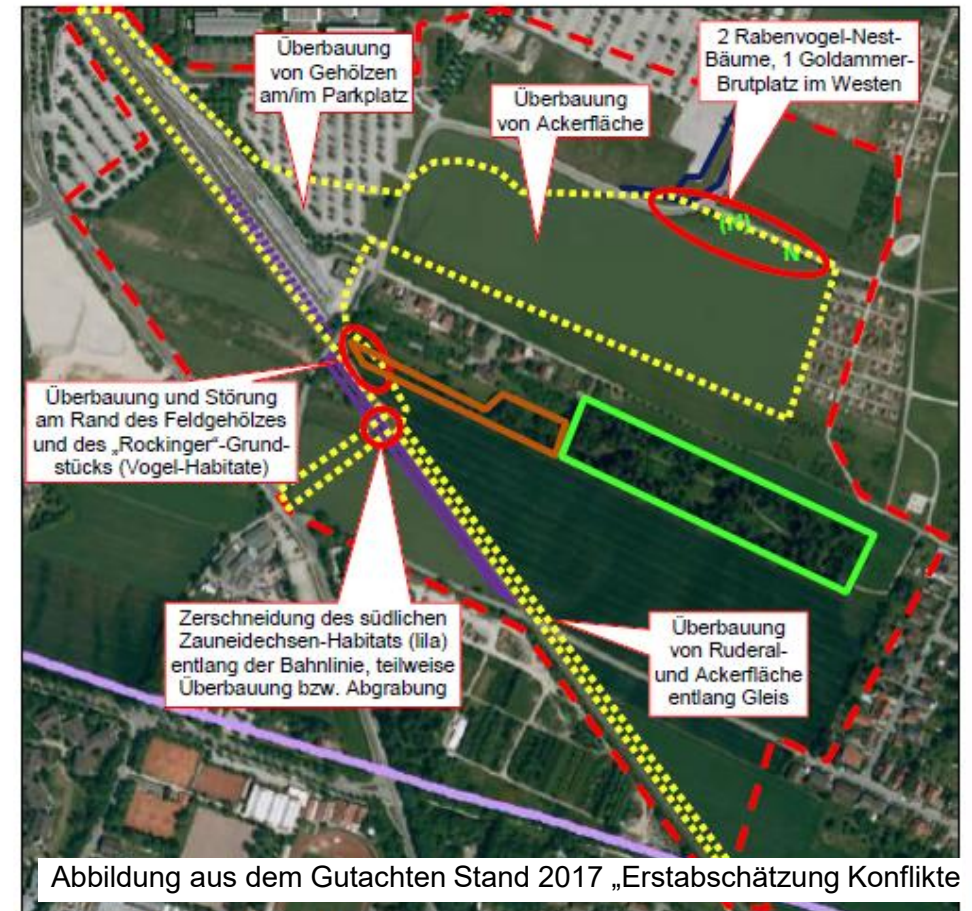 Überbauung
von Gehölzen
am/im Parkplatz
2 Rabenvogel-Nest-
Bäume, 1 Goldammer-
Brutplatz im Westen
Überbauung
von Ackerfläche
(N)
N
Überbauung und Störung
am Rand des Feldgehölzes
und des „Rockinger“-Grund-
stücks (Vogel-Habitate)
Zerschneidung des südlichen
Zauneidechsen-Habitats (lila)
entlang der Bahnlinie, teilweise
Überbauung bzw. Abgrabung
Überbauung
von Ruderal-
und Ackerfläche
entlang Gleis
Abbildung aus dem Gutachten Stand 2017 „Erstabschätzung Konflikte